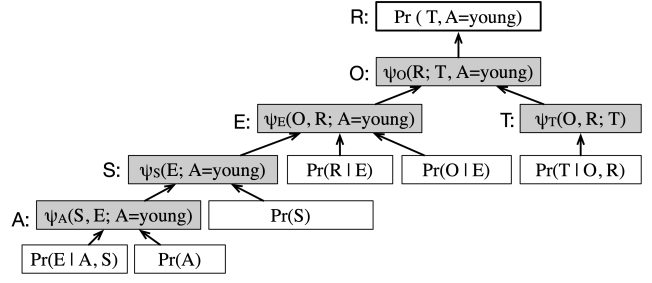 R: Pr ( T, A=young)
O: ψO(R; T, A=young)
E: ψE(O, R; A=young) T: ψT(O, R; T)
S: ψS(E; A=young) Pr(R | E) Pr(O | E) Pr(T | O, R)
A: ψA(S, E; A=young) Pr(S)
Pr(E | A, S) Pr(A)